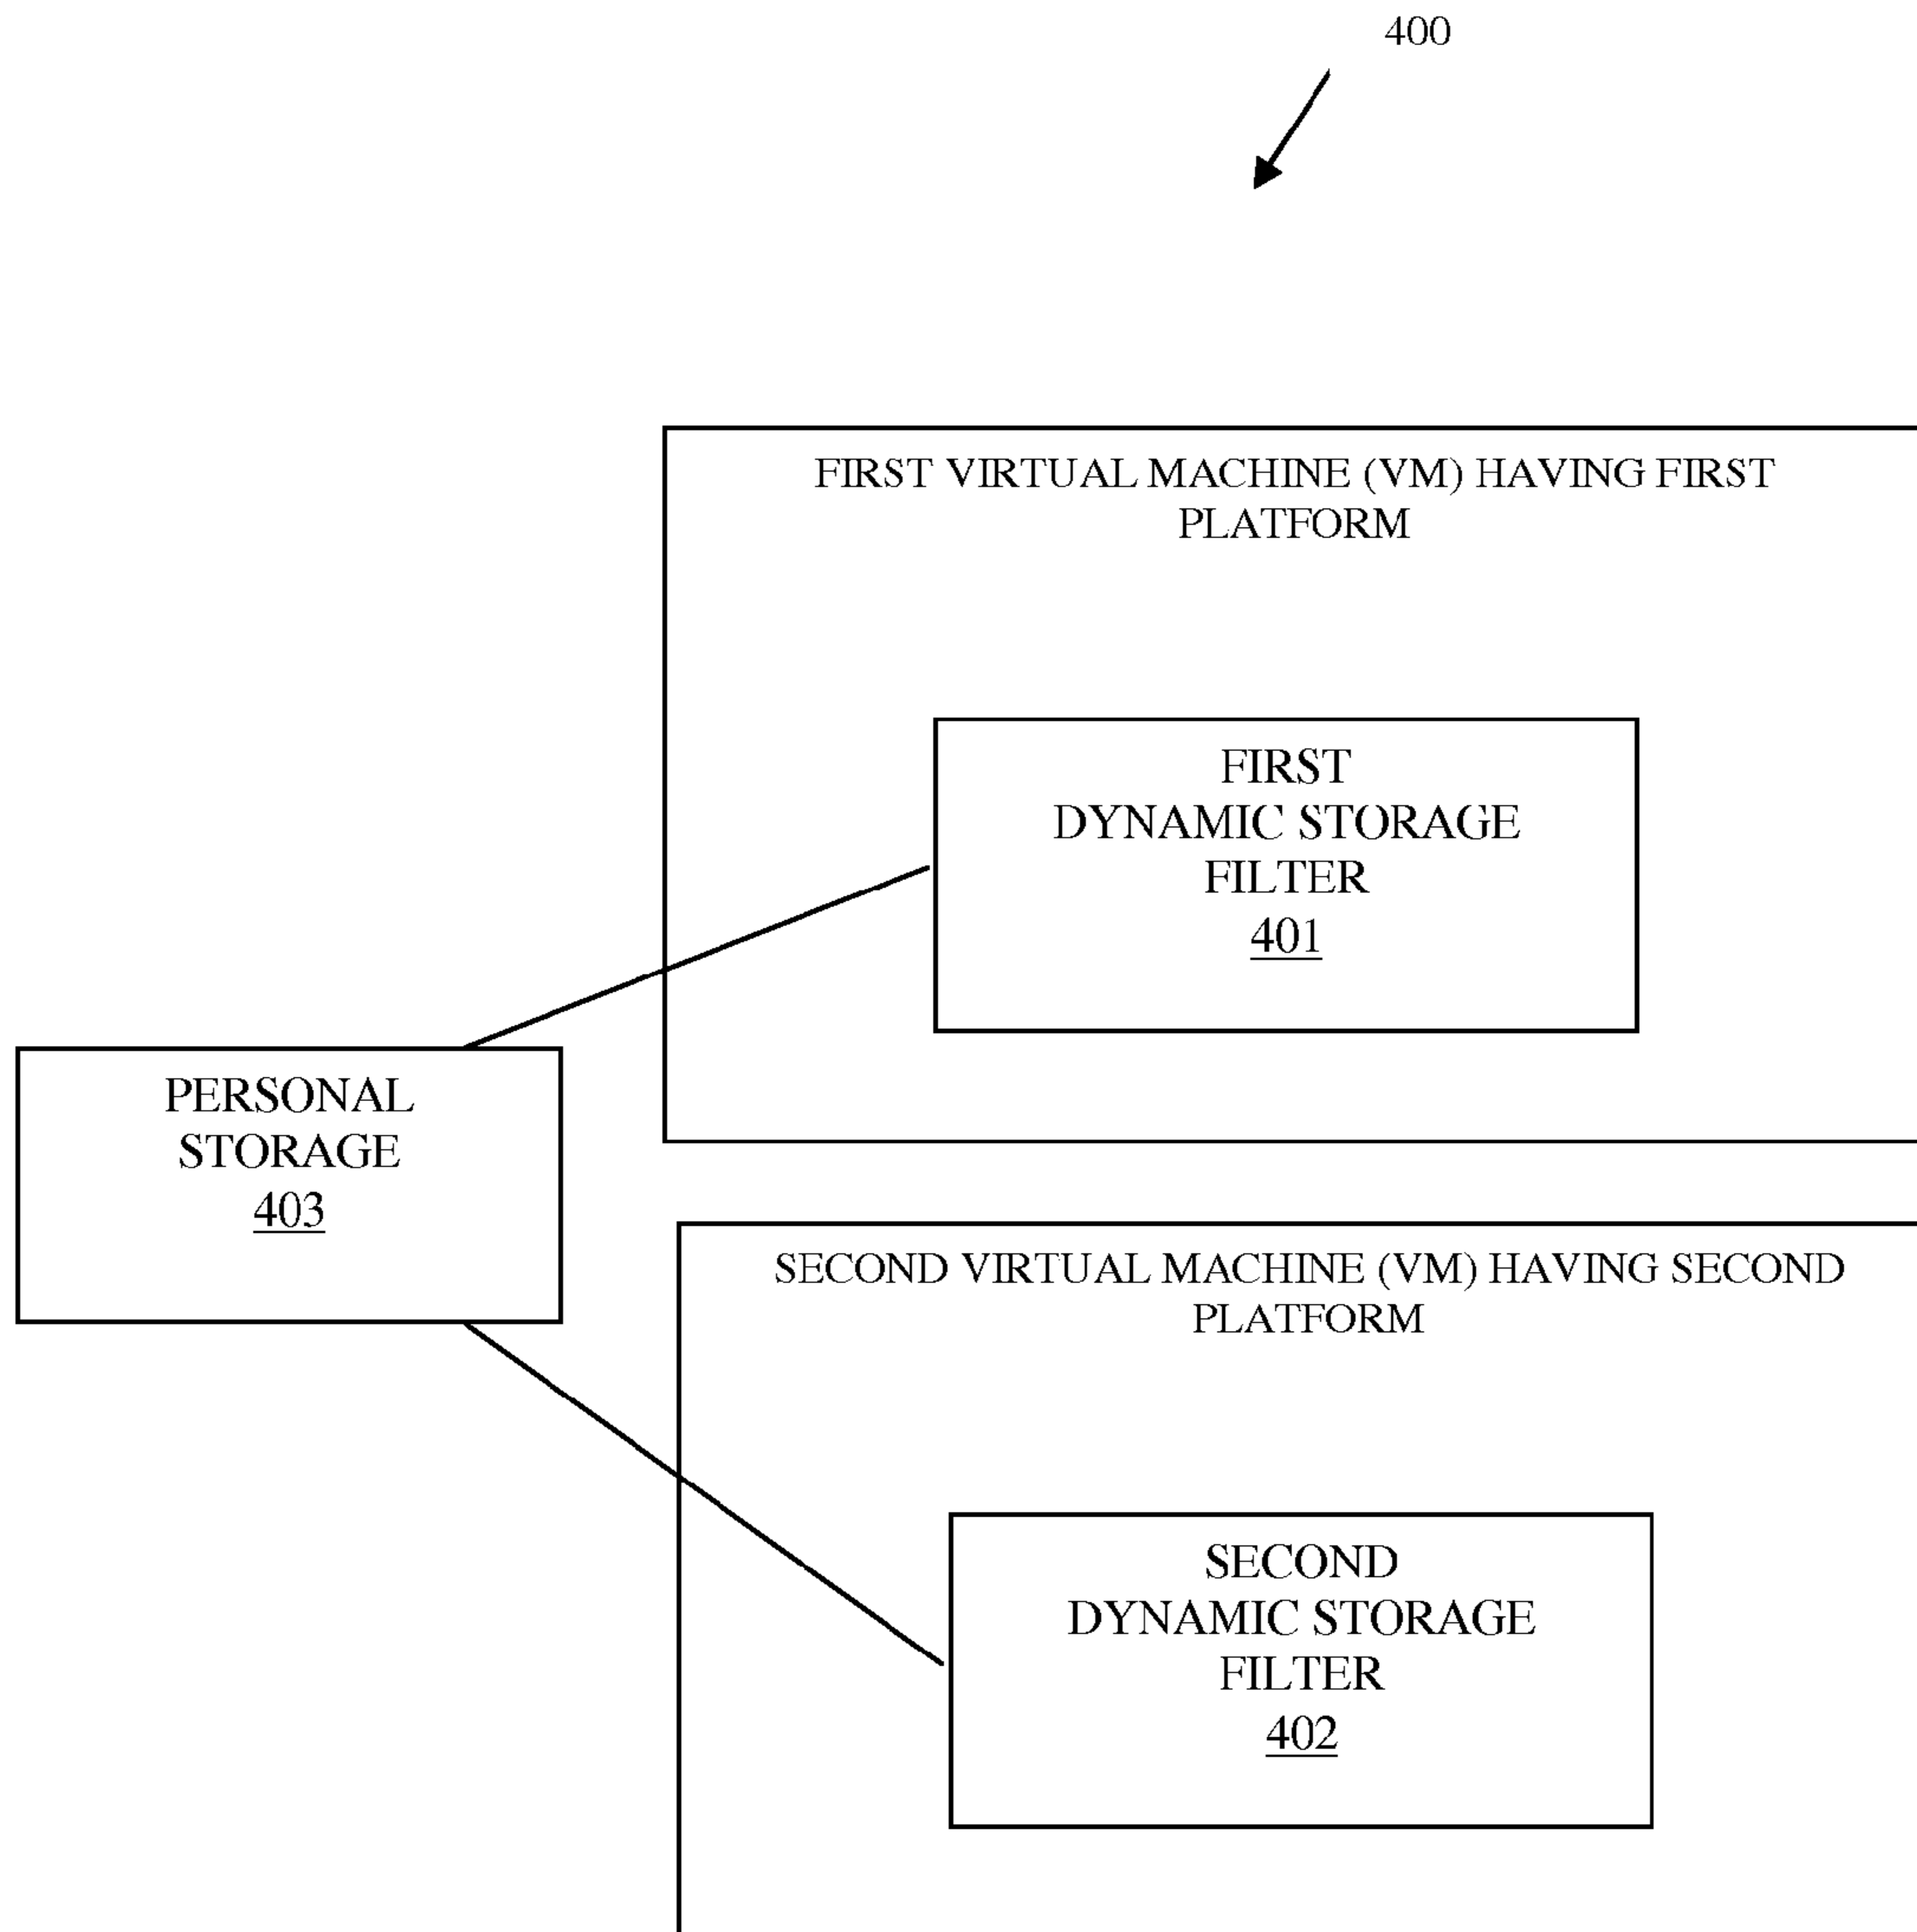 400
FIRST VIRTUAL MACHINE (VM) HAVING FIRST
PLATFORM
FIRST
DYNAMIC STORAGE
FILTER
401
PERSONAL
STORAGE
403
SECOND VIRTUAL MACHINE (VM) HAVING SECOND
PLATFORM
SECOND
DYNAMIC STORAGE
FILTER
402